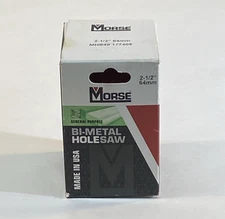 MORSE
2-1/2" 64mm
MORSE
2-1/2"
64mm
GENERAL PURPOSE
BI-METAL
HOLESAW
MADE IN USA